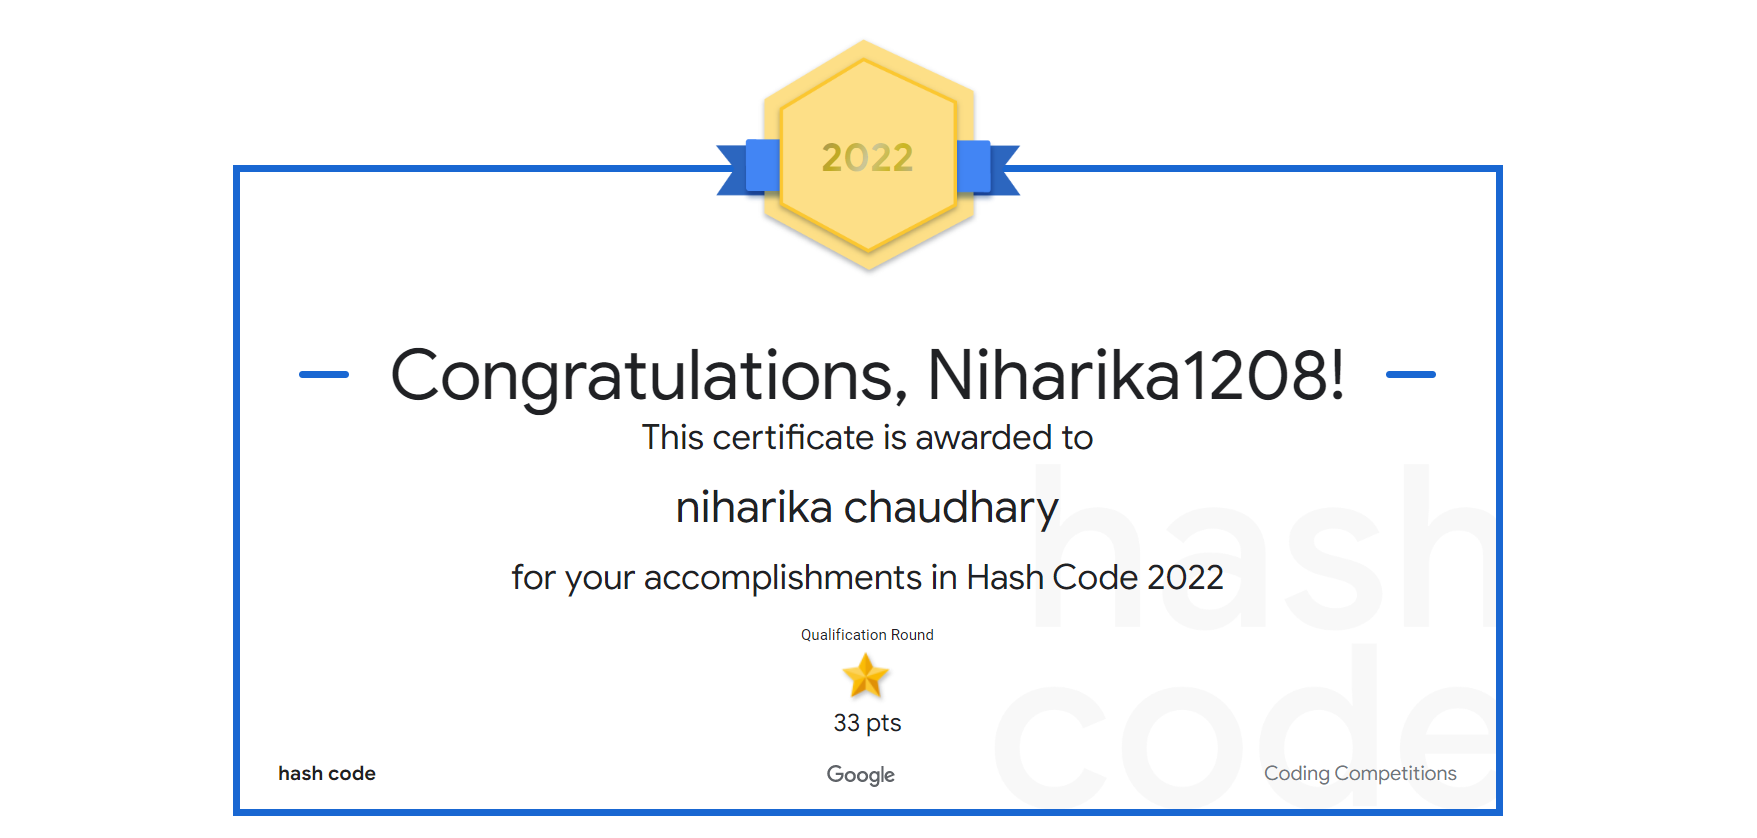 2022
Congratulations, Niharika1208!
This certificate is awarded to
niharika chaudhary
for your accomplishments in Hash Code 2022
hash
code
Qualification Round
33 pts
hash code
Google
Coding Competitions